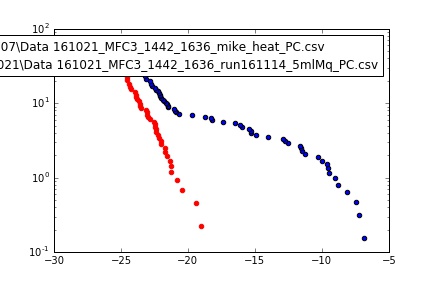 10²
07\Data 161021_MFC3_1442_1636_mike_heat_PC.csv
021\Data 161021_MFC3_1442_1636_run161114_5mlMq_PC.csv
10¹
10⁰
10⁻¹
−30 −25 −20 −15 −10 −5